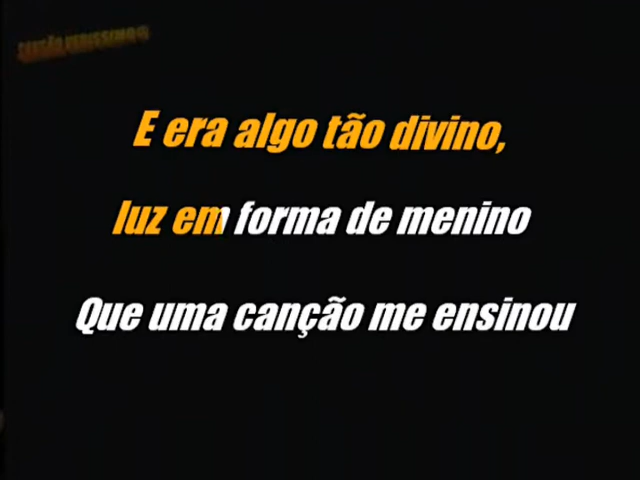 E era algo tão divino,
luz em forma de menino
Que uma canção me ensinou